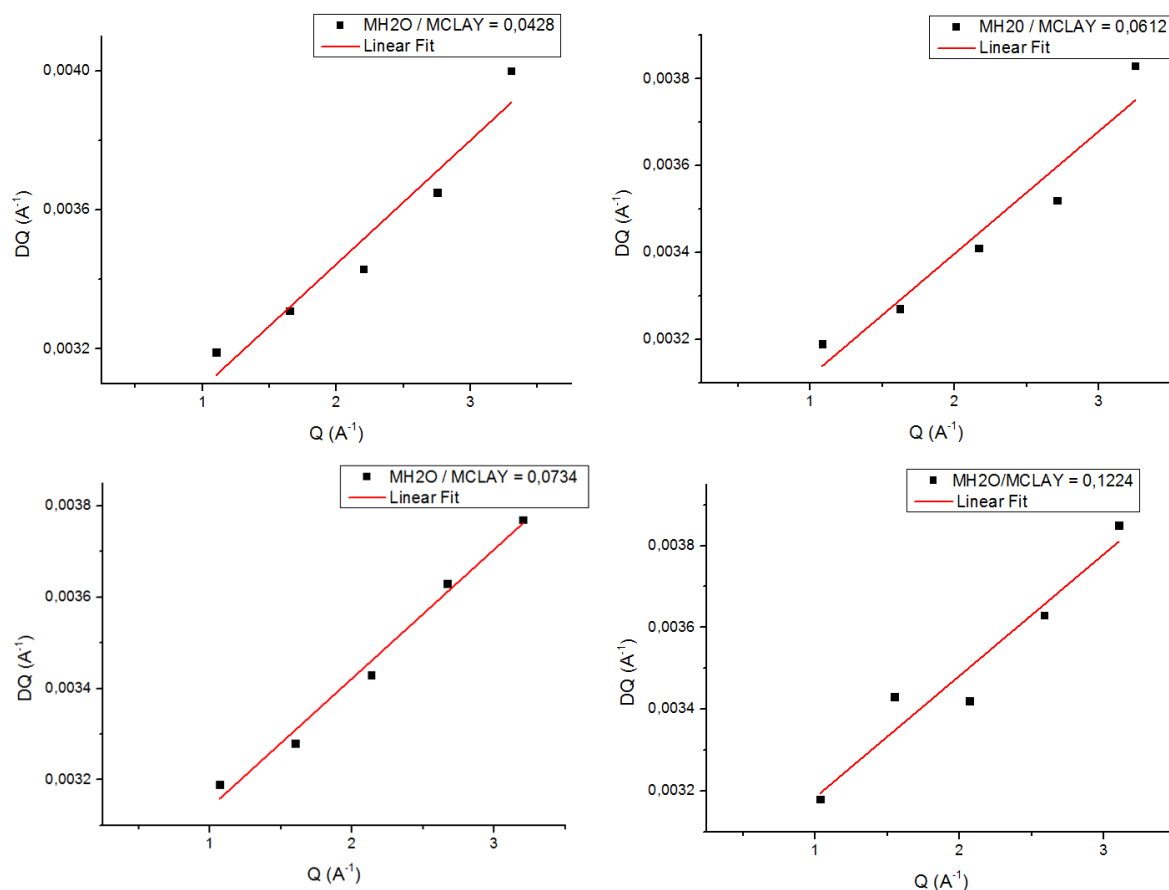 MH2O / MCLAY = 0,0428
Linear Fit
0,0040
0,0036
0,0032
DQ (A-1)
1 2 3
Q (A-1)
MH20 / MCLAY = 0,0612
Linear Fit
0,0038
0,0036
0,0034
0,0032
DQ (A-1)
1 2 3
Q (A-1)
MH2O / MCLAY = 0,0734
Linear Fit
0,0038
0,0036
0,0034
0,0032
DQ (A-1)
1 2 3
Q (A-1)
MH2O/MCLAY = 0,1224
Linear Fit
0,0038
0,0036
0,0034
0,0032
DQ (A-1)
1 2 3
Q (A-1)